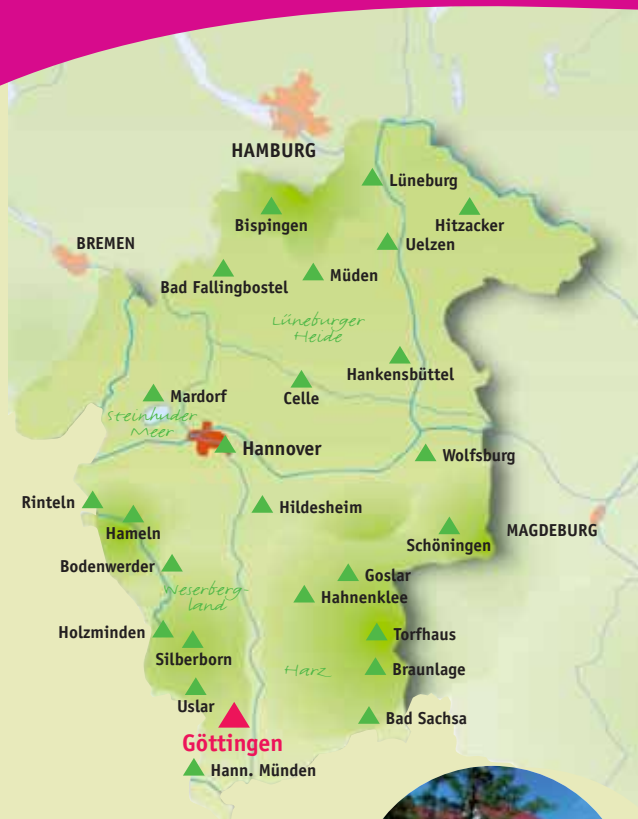 HAMBURG
Lüneburg
Bispingen
Hitzacker
BREMEN
Uelzen
Bad Fallingbostel
Müden
Lüneburger
Heide
Hankensbüttel
Mardorf
Celle
Steinhuder
Meer
Hannover
Wolfsburg
Rinteln
Hildesheim
Hameln
MAGDEBURG
Schöningen
Bodenwerder
Goslar
Weserberg-
land
Hahnenklee
Holzminden
Torfhaus
Silberborn
Harz
Braunlage
Uslar
Bad Sachsa
Göttingen
Hann. Münden